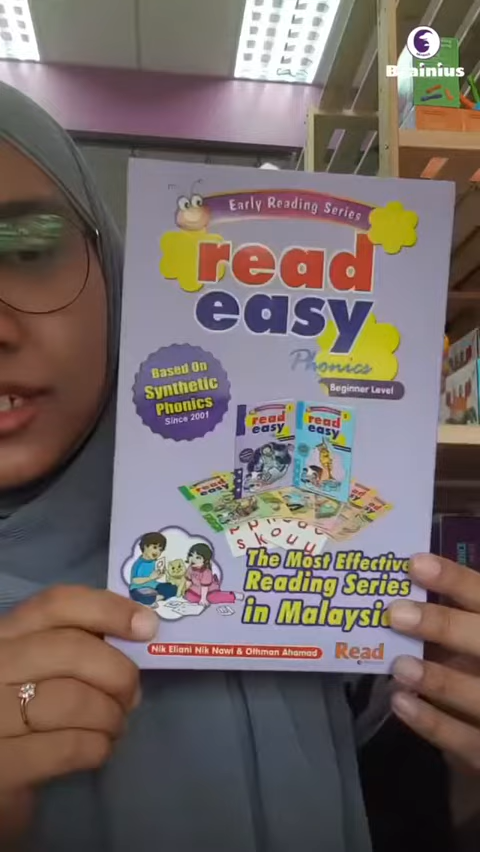 Brainius
Early Reading Series
read
easy
Phonics
Beginner Level
Based On
Synthetic
Phonics
Since 2001
read
easy
read
easy
The Most Effective
Reading Series
in Malaysia
Nik Eliani Nik Nawi & Othman Ahamad
Read